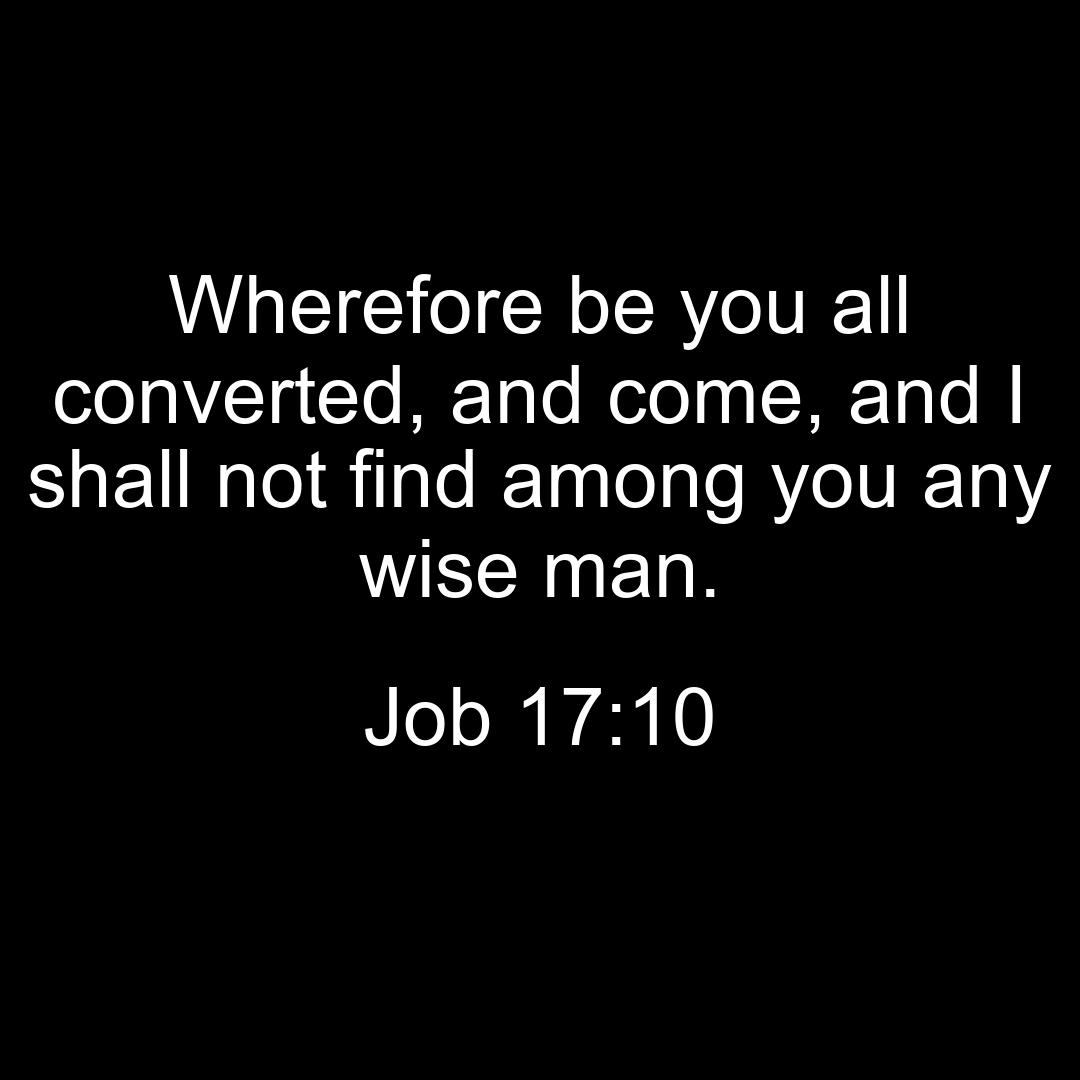 Wherefore be you all
converted, and come, and I
shall not find among you any
wise man.
Job 17:10